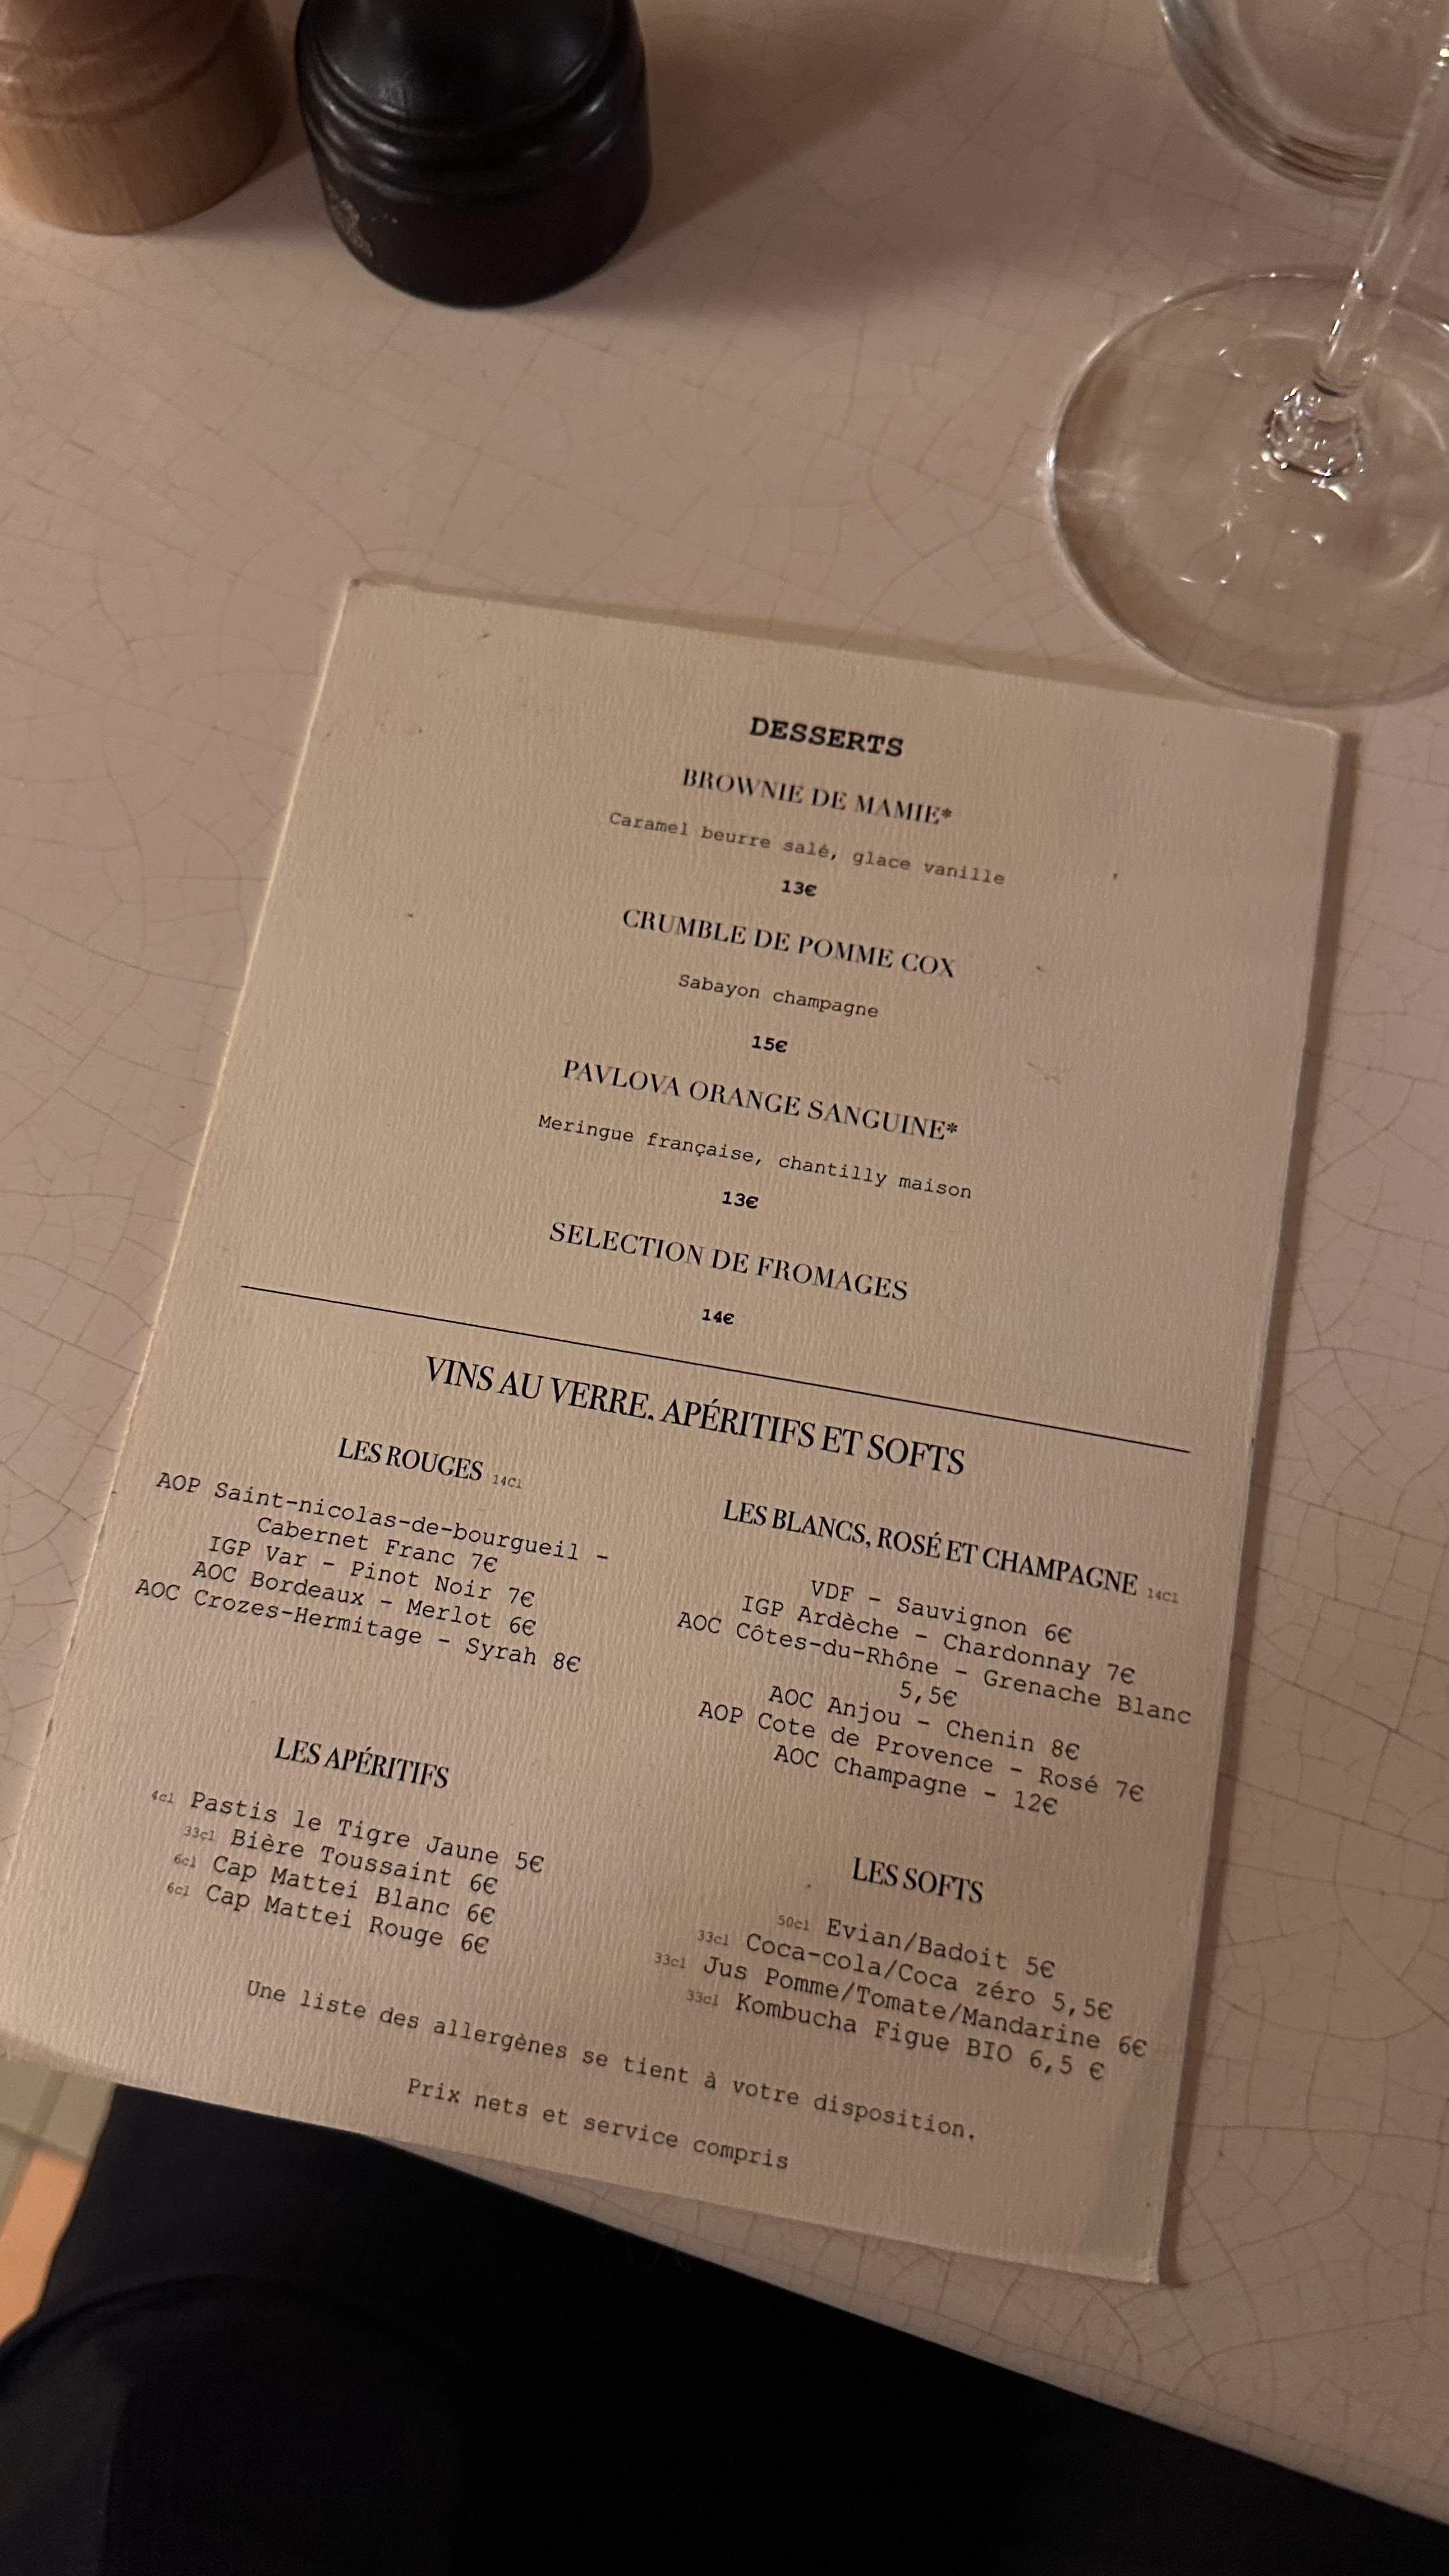 DESSERTS
BROWNIE DE MAMIE*
Caramel beurre salé, glace vanille
13€
CRUMBLE DE POMME COX
Sabayon champagne
15€
PAVLOVA ORANGE SANGUINE*
Meringue française, chantilly maison
13€
SELECTION DE FROMAGES
14€
VINS AU VERRE, APÉRITIFS ET SOFTS
LES ROUGES 14Cl
AOP Saint-nicolas-de-bourgueil -
Cabernet Franc 7€
IGP Var - Pinot Noir 7€
AOC Bordeaux - Merlot 6€
AOC Crozes-Hermitage - Syrah 8€
LES BLANCS, ROSÉ ET CHAMPAGNE 14Cl
VDF - Sauvignon 6€
IGP Ardèche - Chardonnay 7€
AOC Côtes-du-Rhône - Grenache Blanc
5,5€
AOC Anjou - Chenin 8€
AOP Cote de Provence - Rosé 7€
AOC Champagne - 12€
LES APÉRITIFS
4cl Pastis le Tigre Jaune 5€
33cl Bière Toussaint 6€
6cl Cap Mattei Blanc 6€
6cl Cap Mattei Rouge 6€
LES SOFTS
50cl Evian/Badoit 5€
33cl Coca-cola/Coca zéro 5,5€
33cl Jus Pomme/Tomate/Mandarine 6€
33cl Kombucha Figue BIO 6,5 €
Une liste des allergènes se tient à votre disposition.
Prix nets et service compris